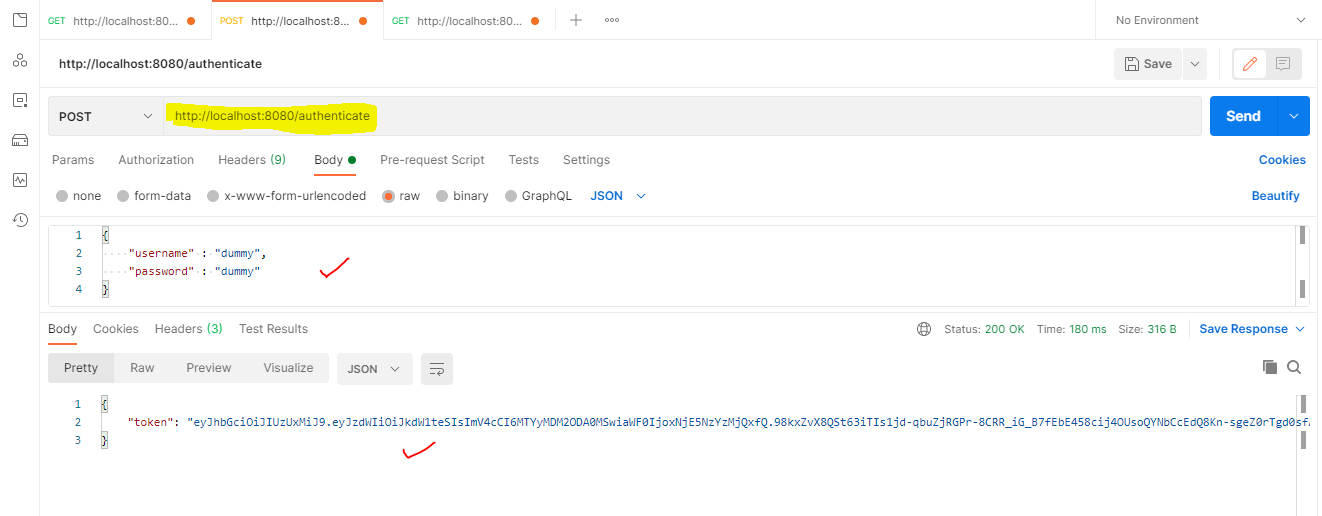 GET http://localhost:80... POST http://localhost:8... GET http://localhost:80... No Environment
http://localhost:8080/authenticate Save
POST http://localhost:8080/authenticate Send
Params Authorization Headers (9) Body Pre-request Script Tests Settings Cookies
none form-data x-www-form-urlencoded raw binary GraphQL JSON Beautify
1 {
2 "username" : "dummy",
3 "password" : "dummy"
4 }
Body Cookies Headers (3) Test Results Status: 200 OK Time: 180 ms Size: 316 B Save Response
Pretty Raw Preview Visualize JSON
1 {
2 "token": "eyJhbGciOiJIUzUxMiJ9.eyJzdWIiOiJkdW1teSIsImV4cCI6MTYyMDM2ODA0MSwiaWF0IjoxNjE5NzYzMjQxfQ.98kxZvX8QSt63iTIs1jd-qbuZjRGPr-8CRR_iG_B7fEbE458cij4OUsoQYNbCcEdQ8Kn-sgeZ0rTgd0sf
3 }